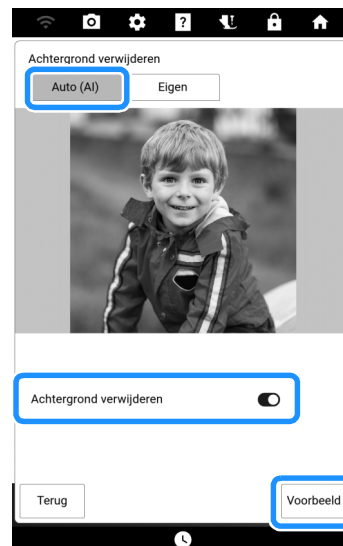 ?
Achtergrond verwijderen
Auto (AI)
Eigen
Achtergrond verwijderen
Terug
Voorbeeld